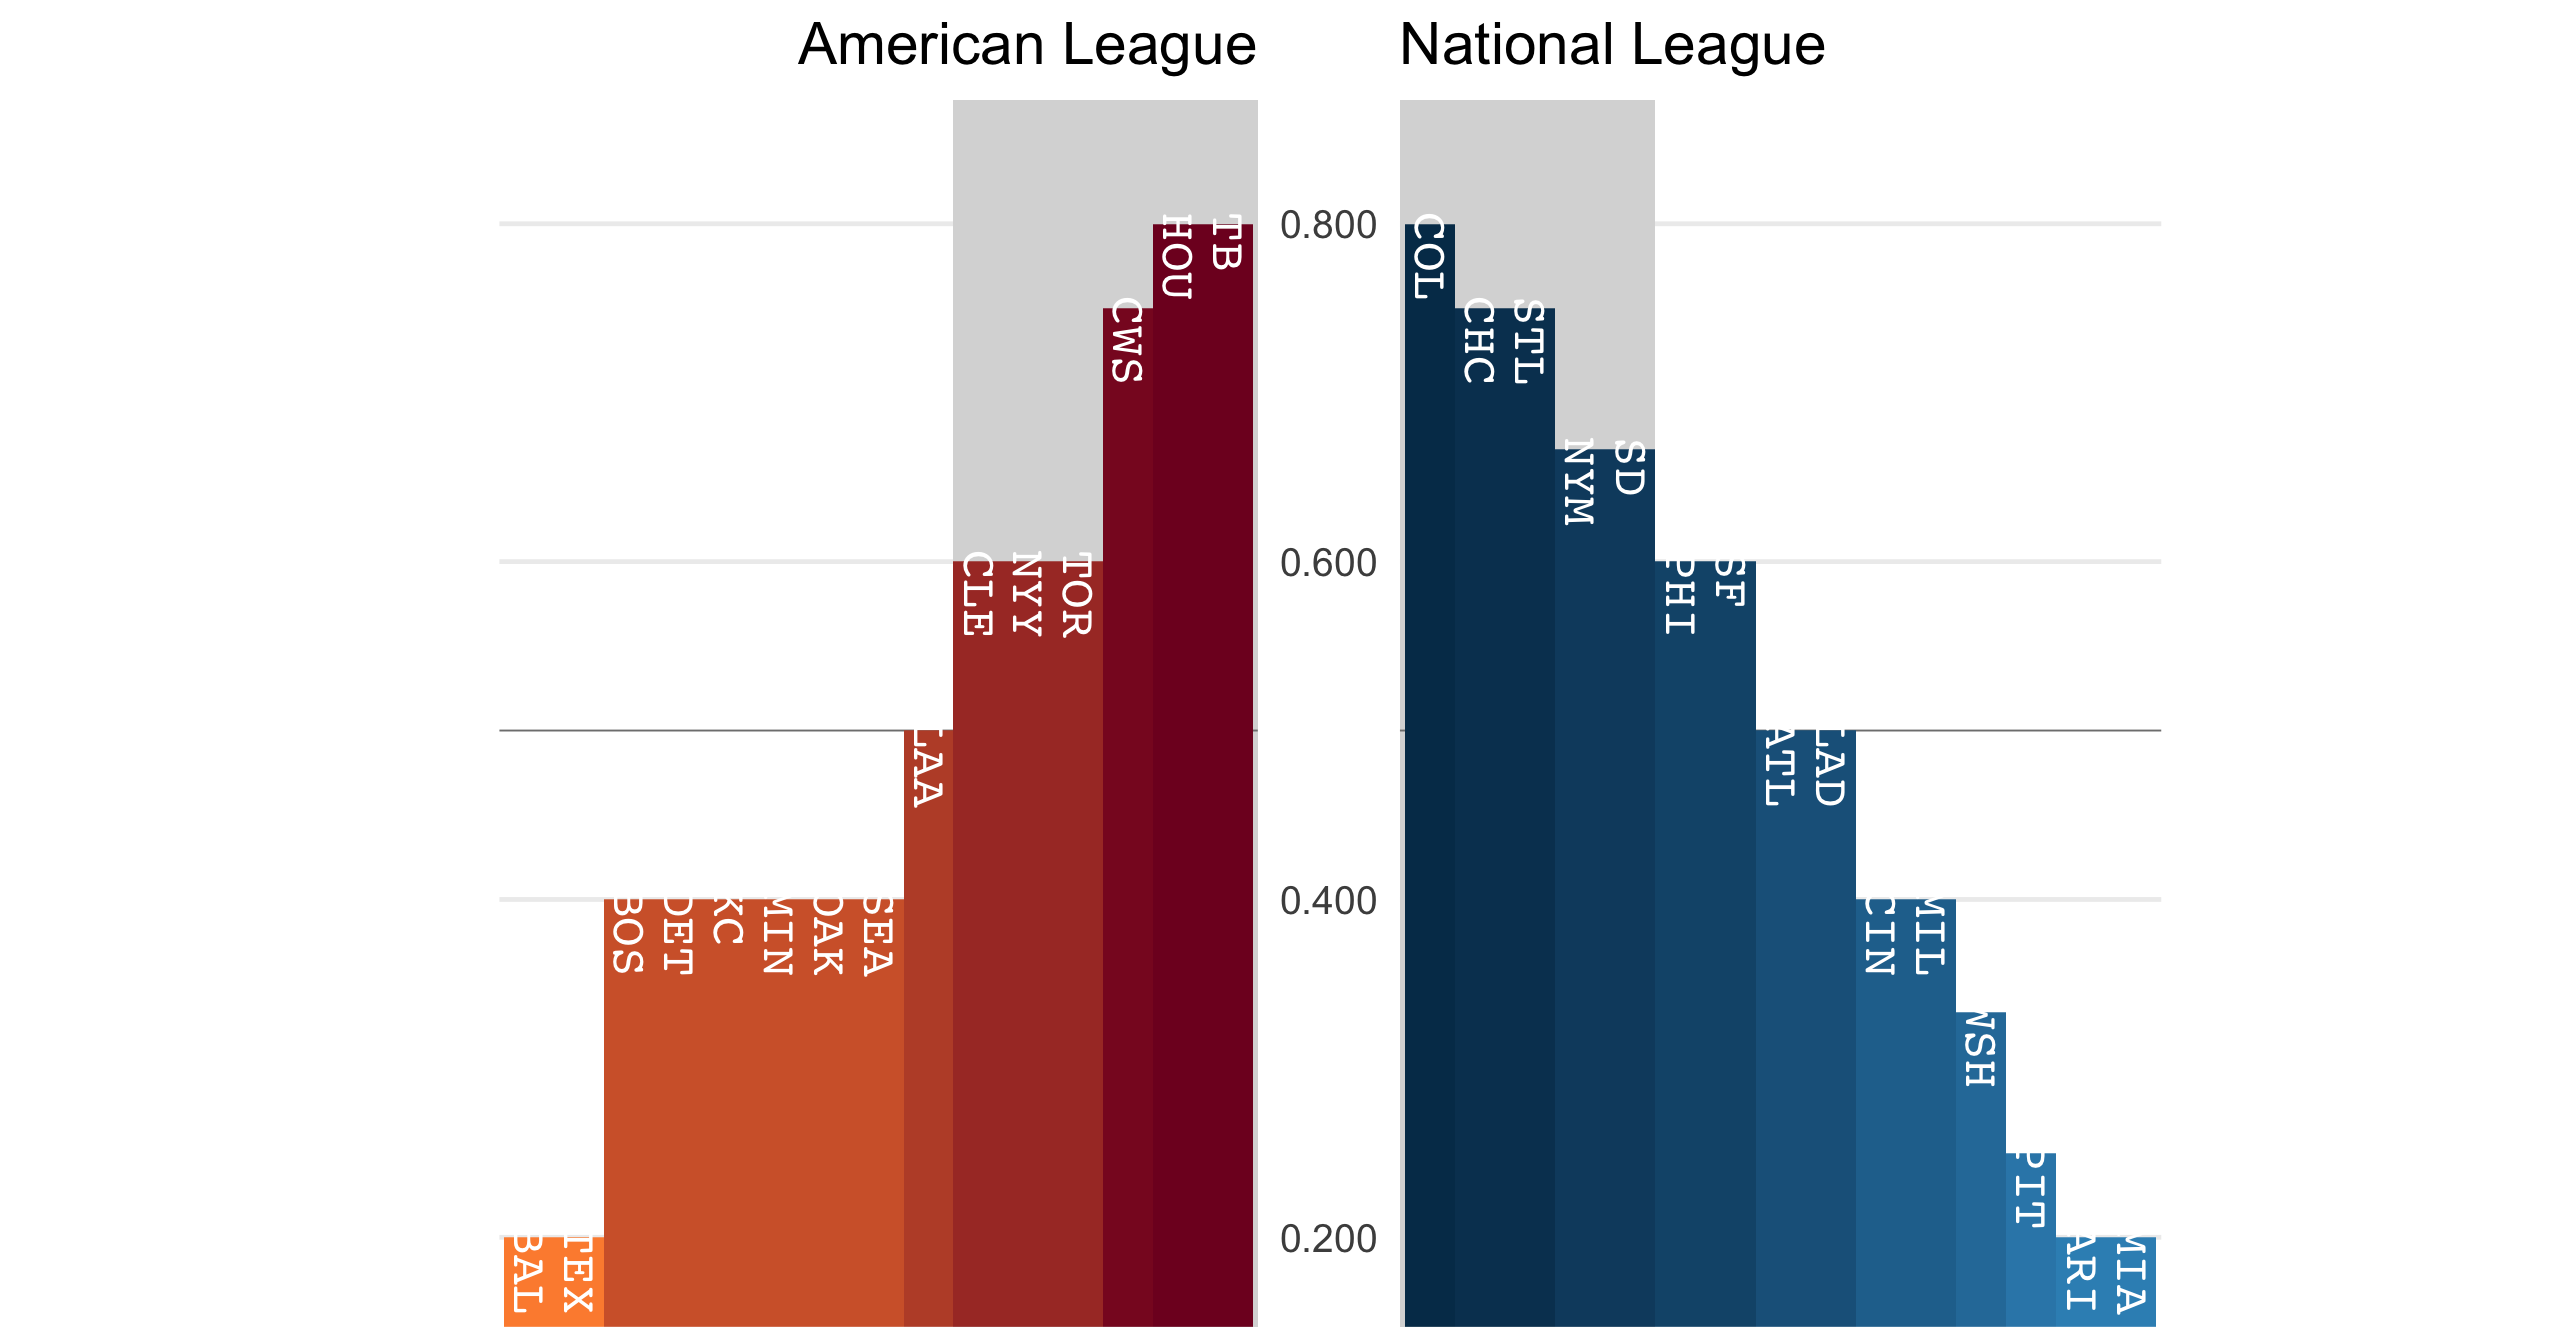 American League
National League
0.800
0.600
0.400
0.200
BAL
TEX
BOS
DET
KC
MIN
OAK
SEA
LAA
CLE
NYY
TOR
CWS
HOU
TB
COL
CHC
STL
NYM
SD
PHI
SF
ATL
LAD
CIN
MIL
WSH
PIT
ARI
MIA